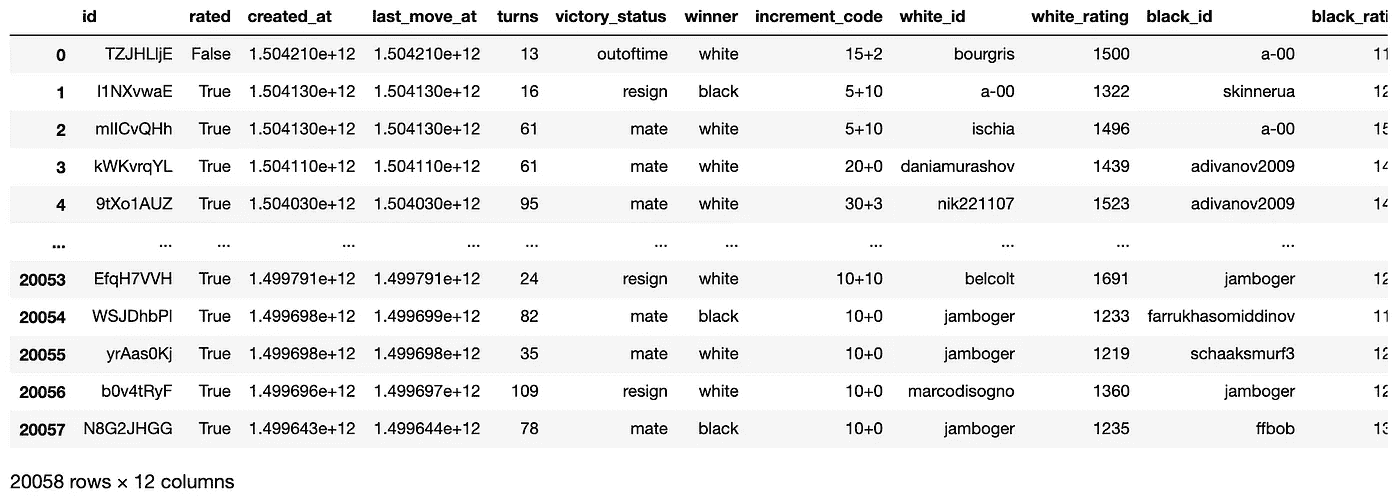 id rated created_at last_move_at turns victory_status winner increment_code white_id white_rating black_id black_rati
0 TZJHLljE False 1.504210e+12 1.504210e+12 13 outoftime white 15+2 bourgris 1500 a-00 11
1 l1NXvwaE True 1.504130e+12 1.504130e+12 16 resign black 5+10 a-00 1322 skinnerua 12
2 mIICvQHh True 1.504130e+12 1.504130e+12 61 mate white 5+10 ischia 1496 a-00 15
3 kWKvrqYL True 1.504110e+12 1.504110e+12 61 mate white 20+0 daniamurashov 1439 adivanov2009 14
4 9tXo1AUZ True 1.504030e+12 1.504030e+12 95 mate white 30+3 nik221107 1523 adivanov2009 14
... ... ... ... ... ... ... ... ... ... ... ...
20053 EfqH7VVH True 1.499791e+12 1.499791e+12 24 resign white 10+10 belcolt 1691 jamboger 12
20054 WSJDhbPl True 1.499698e+12 1.499699e+12 82 mate black 10+0 jamboger 1233 farrukhasomiddinov 11
20055 yrAas0Kj True 1.499698e+12 1.499698e+12 35 mate white 10+0 jamboger 1219 schaaksmurf3 12
20056 b0v4tRyF True 1.499696e+12 1.499697e+12 109 resign white 10+0 marcodisogno 1360 jamboger 12
20057 N8G2JHGG True 1.499643e+12 1.499644e+12 78 mate black 10+0 jamboger 1235 ffbob 13
20058 rows × 12 columns